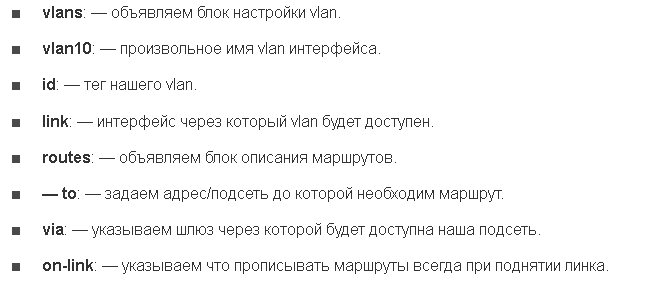 ■ vlans: — объявляем блок настройки vlan.
■ vlan10: — произвольное имя vlan интерфейса.
■ id: — тег нашего vlan.
■ link: — интерфейс через который vlan будет доступен.
■ routes: — объявляем блок описания маршрутов.
■ — to: — задаем адрес/подсеть до которой необходим маршрут.
■ via: — указываем шлюз через которой будет доступна наша подсеть.
■ on-link: — указываем что прописывать маршруты всегда при поднятии линка.